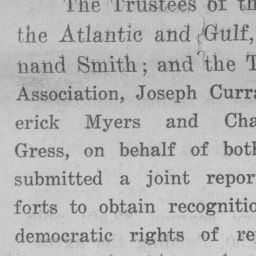 The Trustees of th
the Atlantic and Gulf,
nand Smith; and the T
Association, Joseph Curra
erick Myers and Cha
Gress, on behalf of both
submitted a joint repor
forts to obtain recognitio
democratic rights of re